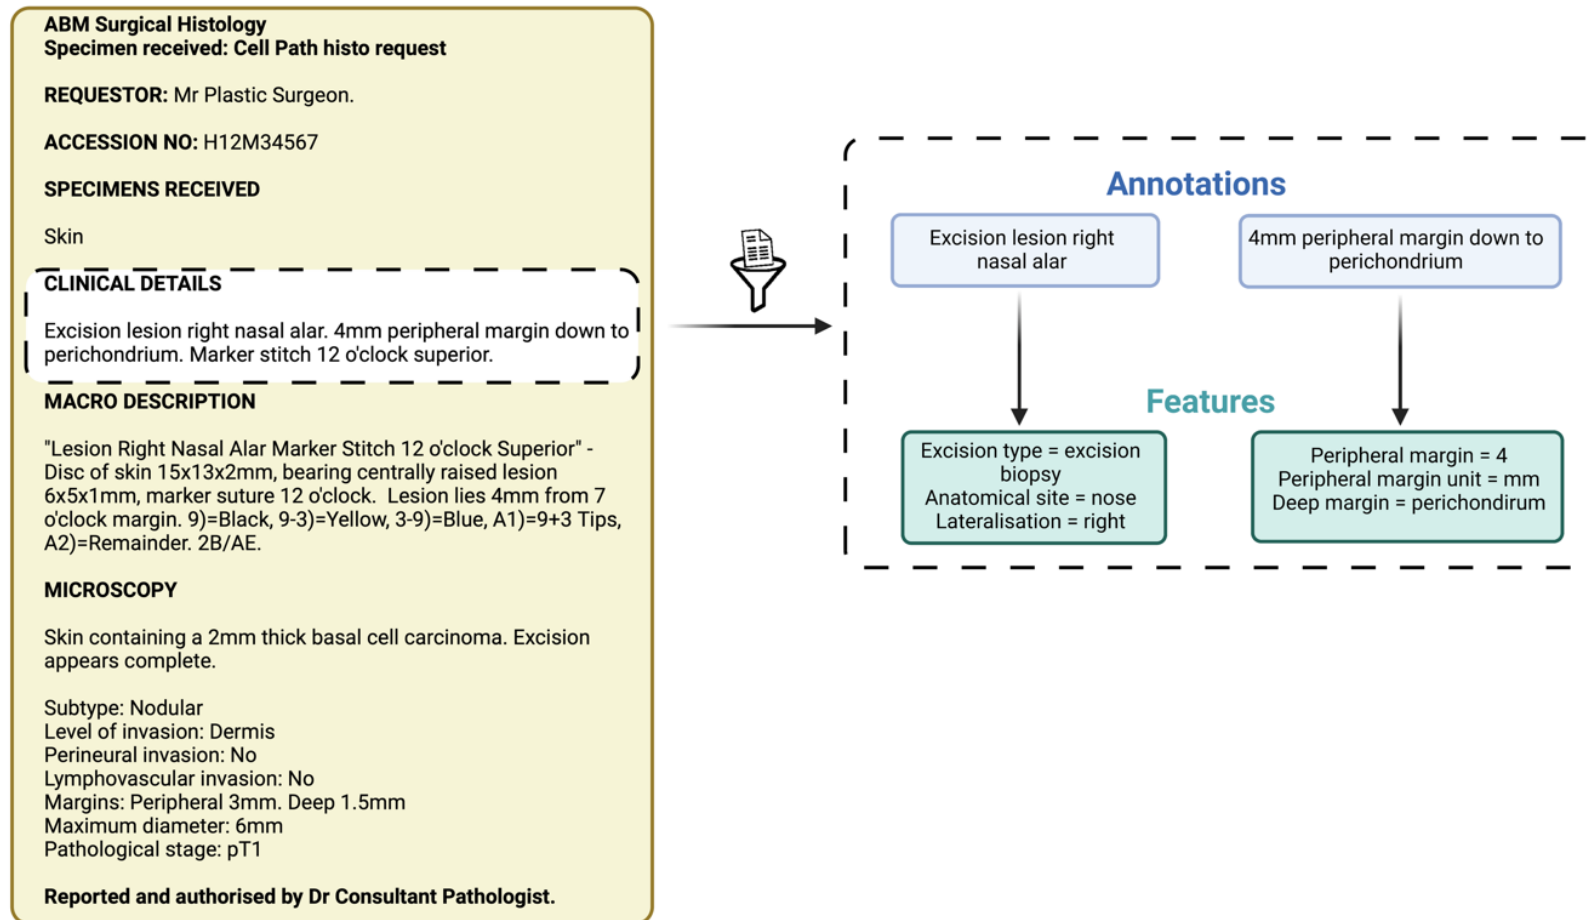 ABM Surgical Histology
Specimen received: Cell Path histo request
REQUESTOR: Mr Plastic Surgeon.
ACCESSION NO: H12M34567
SPECIMENS RECEIVED
Skin
CLINICAL DETAILS
Excision lesion right nasal alar. 4mm peripheral margin down to
perichondrium. Marker stitch 12 o'clock superior.
MACRO DESCRIPTION
"Lesion Right Nasal Alar Marker Stitch 12 o'clock Superior" -
Disc of skin 15x13x2mm, bearing centrally raised lesion
6x5x1mm, marker suture 12 o'clock.  Lesion lies 4mm from 7
o'clock margin. 9)=Black, 9-3)=Yellow, 3-9)=Blue, A1)=9+3 Tips,
A2)=Remainder. 2B/AE.
MICROSCOPY
Skin containing a 2mm thick basal cell carcinoma. Excision
appears complete.
Subtype: Nodular
Level of invasion: Dermis
Perineural invasion: No
Lymphovascular invasion: No
Margins: Peripheral 3mm. Deep 1.5mm
Maximum diameter: 6mm
Pathological stage: pT1
Reported and authorised by Dr Consultant Pathologist.
Annotations
Excision lesion right
nasal alar
4mm peripheral margin down to
perichondrium
Features
Excision type = excision
biopsy
Anatomical site = nose
Lateralisation = right
Peripheral margin = 4
Peripheral margin unit = mm
Deep margin = perichondirum